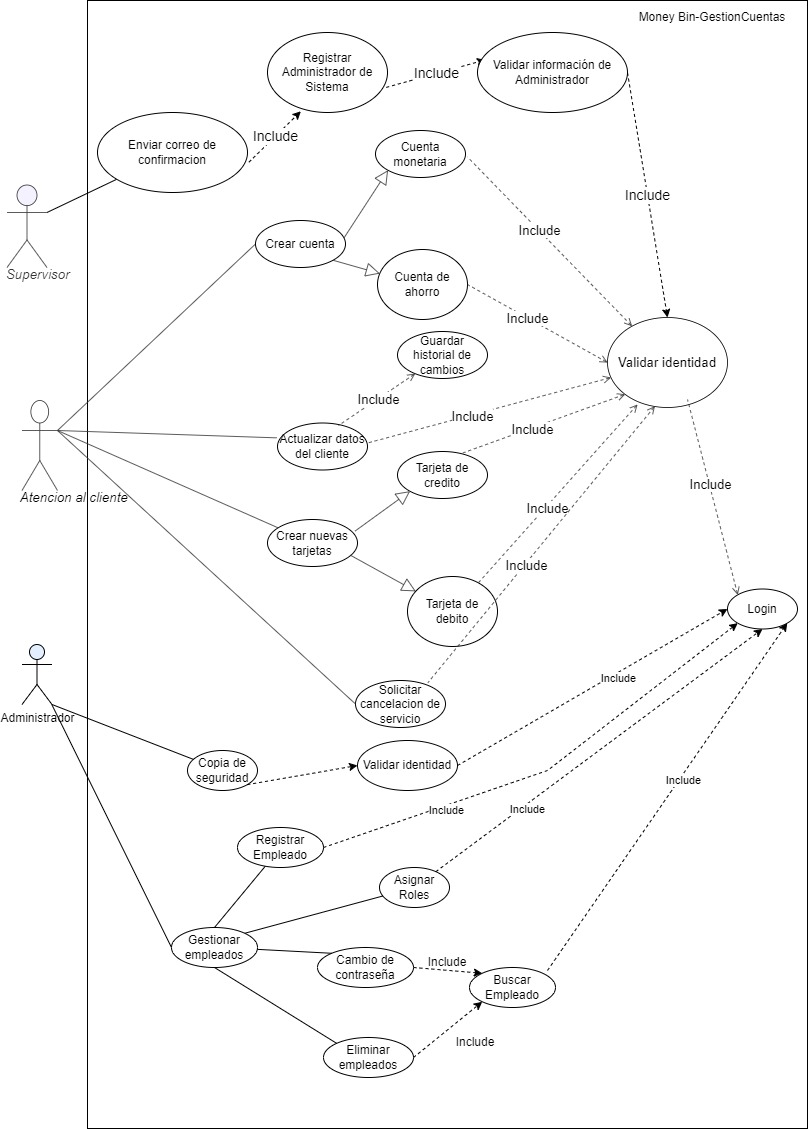 Money Bin-GestionCuentas
Registrar
Administrador de
Sistema
Include
Validar información de
Administrador
Enviar correo de
confirmacion
Include
Cuenta
monetaria
Include
Supervisor
Crear cuenta
Include
Cuenta de
ahorro
Include
Guardar
historial de
cambios
Validar identidad
Include
Include
Atencion al cliente
Actualizar datos
del cliente
Include
Tarjeta de
credito
Include
Include
Crear nuevas
tarjetas
Include
Tarjeta de
debito
Login
Administrador
Solicitar
cancelacion de
servicio
Include
Copia de
seguridad
Validar identidad
Include
Include
Include
Registrar
Empleado
Asignar
Roles
Gestionar
empleados
Cambio de
contraseña
Include
Buscar
Empleado
Include
Eliminar
empleados